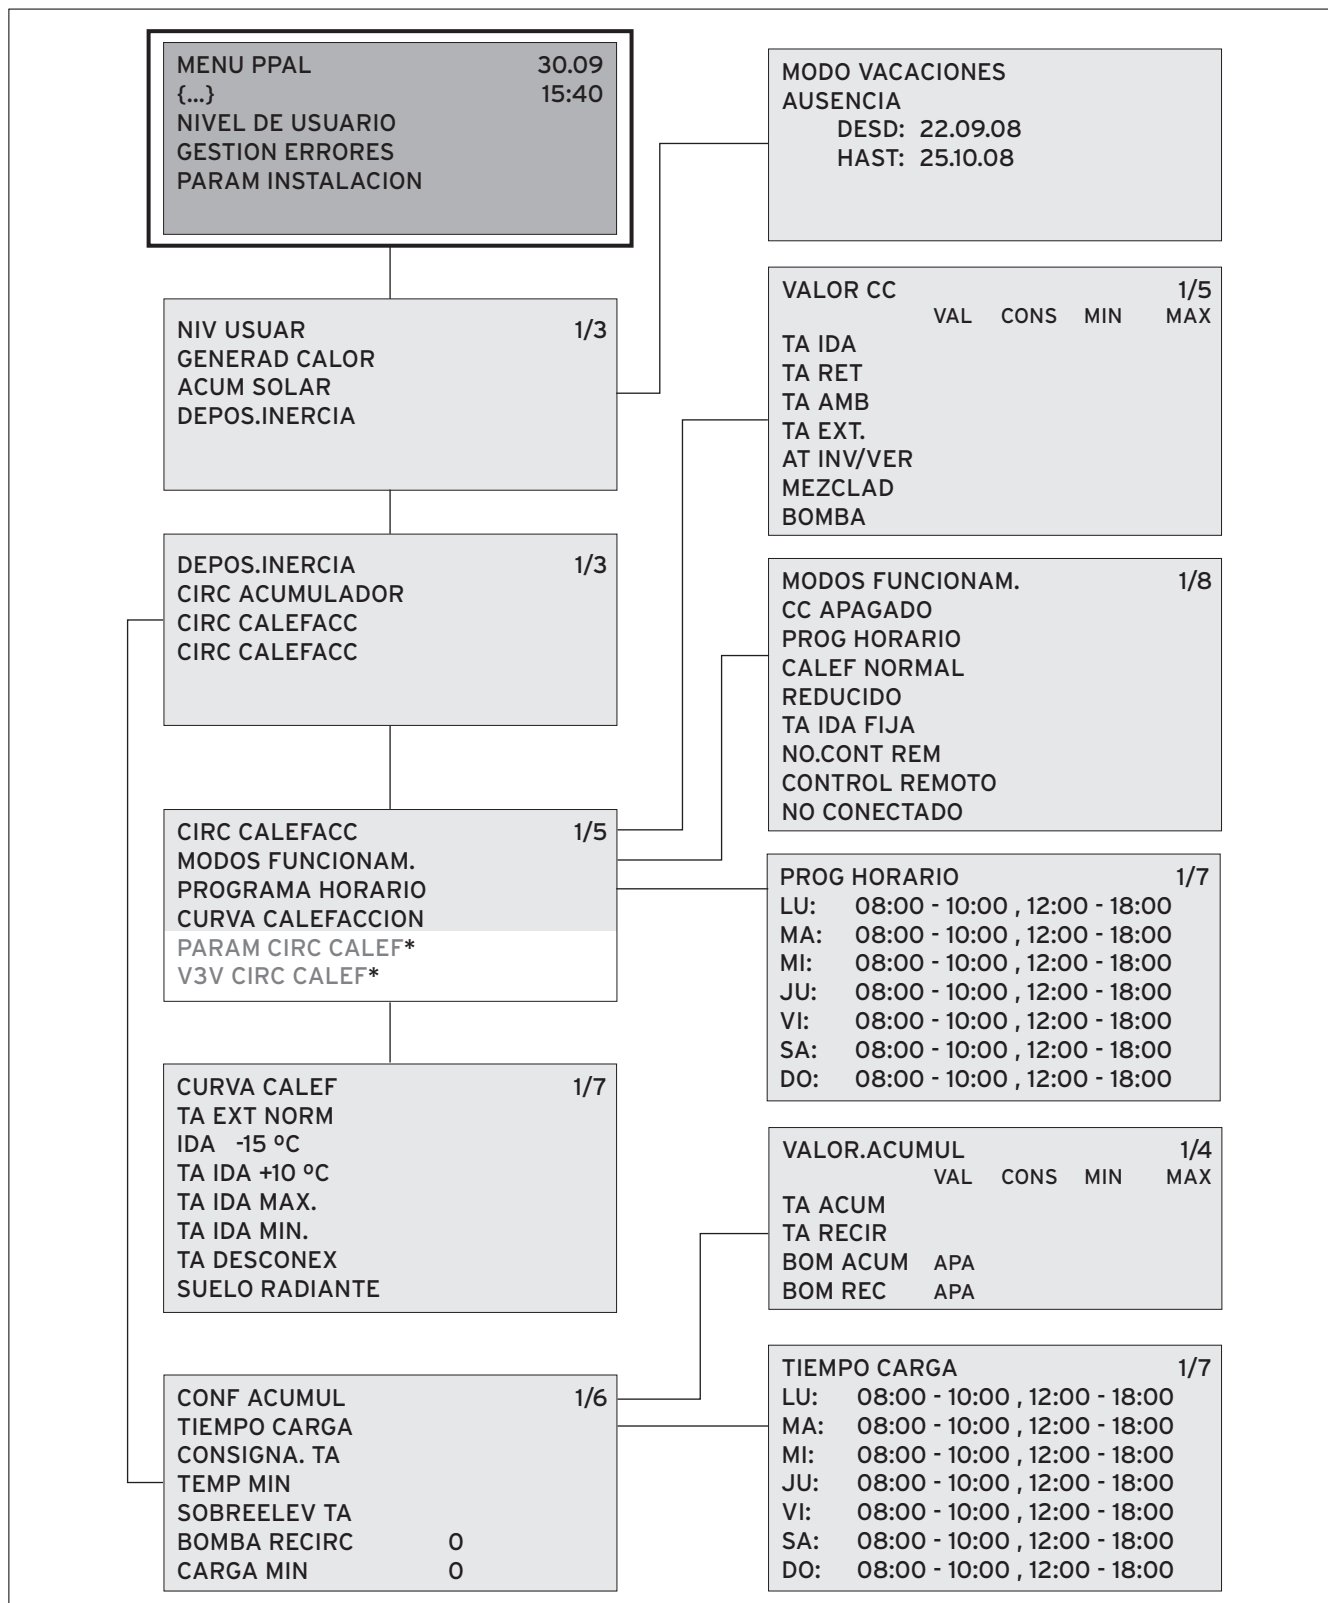 MENU PPAL 30.09
{...} 15:40
NIVEL DE USUARIO
GESTION ERRORES
PARAM INSTALACION
NIV USUAR 1/3
GENERAD CALOR
ACUM SOLAR
DEPOS.INERCIA
DEPOS.INERCIA 1/3
CIRC ACUMULADOR
CIRC CALEFACC
CIRC CALEFACC
CIRC CALEFACC 1/5
MODOS FUNCIONAM.
PROGRAMA HORARIO
CURVA CALEFACCION
PARAM CIRC CALEF*
V3V CIRC CALEF*
CURVA CALEF 1/7
TA EXT NORM
IDA -15 ºC
TA IDA +10 ºC
TA IDA MAX.
TA IDA MIN.
TA DESCONEX
SUELO RADIANTE
CONF ACUMUL 1/6
TIEMPO CARGA
CONSIGNA. TA
TEMP MIN
SOBREELEV TA
BOMBA RECIRC 0
CARGA MIN 0
MODO VACACIONES
AUSENCIA
DESD: 22.09.08
HAST: 25.10.08
VALOR CC 1/5
VAL CONS MIN MAX
TA IDA
TA RET
TA AMB
TA EXT.
AT INV/VER
MEZCLAD
BOMBA
MODOS FUNCIONAM. 1/8
CC APAGADO
PROG HORARIO
CALEF NORMAL
REDUCIDO
TA IDA FIJA
NO.CONT REM
CONTROL REMOTO
NO CONECTADO
PROG HORARIO 1/7
LU: 08:00 - 10:00 , 12:00 - 18:00
MA: 08:00 - 10:00 , 12:00 - 18:00
MI: 08:00 - 10:00 , 12:00 - 18:00
JU: 08:00 - 10:00 , 12:00 - 18:00
VI: 08:00 - 10:00 , 12:00 - 18:00
SA: 08:00 - 10:00 , 12:00 - 18:00
DO: 08:00 - 10:00 , 12:00 - 18:00
VALOR.ACUMUL 1/4
VAL CONS MIN MAX
TA ACUM
TA RECIR
BOM ACUM APA
BOM REC APA
TIEMPO CARGA 1/7
LU: 08:00 - 10:00 , 12:00 - 18:00
MA: 08:00 - 10:00 , 12:00 - 18:00
MI: 08:00 - 10:00 , 12:00 - 18:00
JU: 08:00 - 10:00 , 12:00 - 18:00
VI: 08:00 - 10:00 , 12:00 - 18:00
SA: 08:00 - 10:00 , 12:00 - 18:00
DO: 08:00 - 10:00 , 12:00 - 18:00